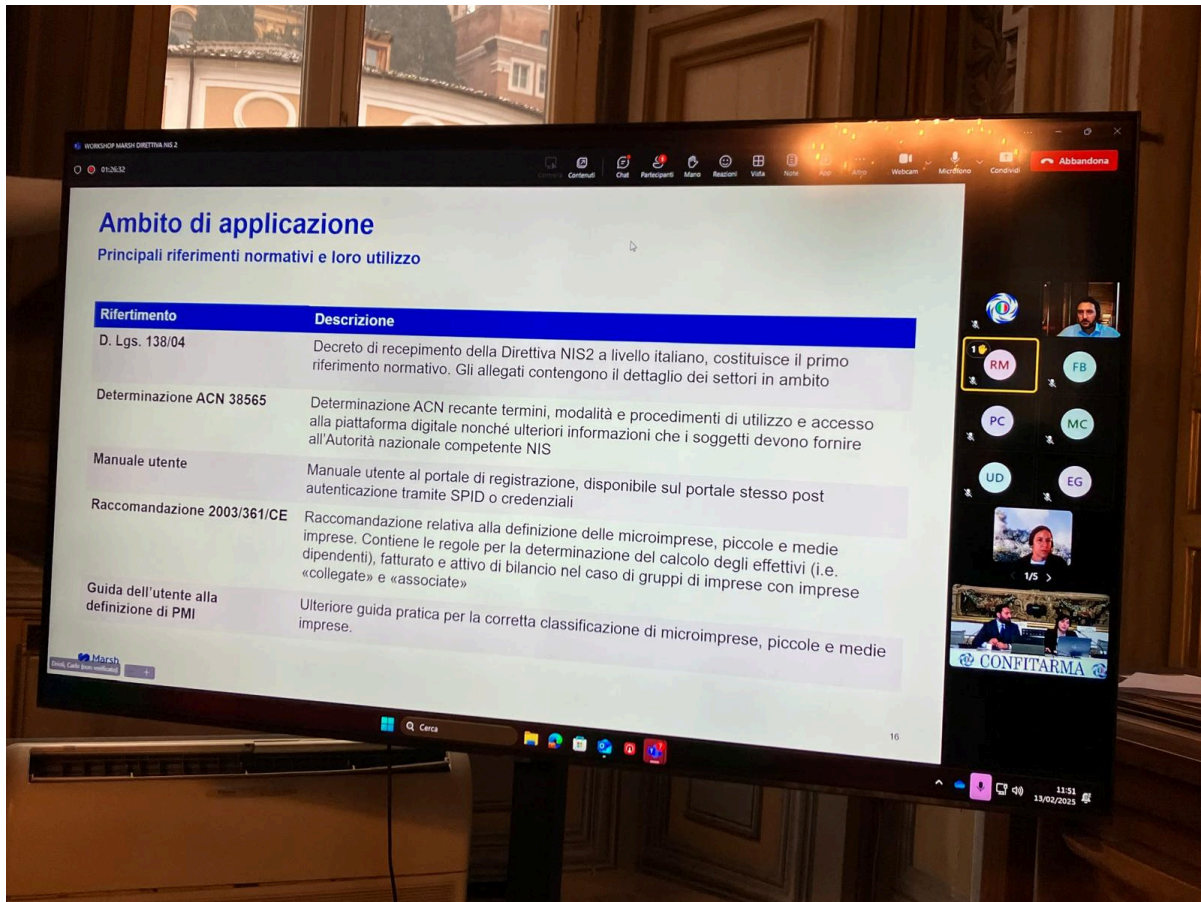 WORKSHOP MARSH DIRETTIVA NIS 2
01:26:32
Contenuti
Chat
Partecipanti
Mano
Reazioni
Vista
Note
App
Altro
Webcam
Microfono
Condividi
Abbandona
Ambito di applicazione
Principali riferimenti normativi e loro utilizzo
Rifertimento
Descrizione
D. Lgs. 138/04
Decreto di recepimento della Direttiva NIS2 a livello italiano, costituisce il primo
riferimento normativo. Gli allegati contengono il dettaglio dei settori in ambito
Determinazione ACN 38565
Determinazione ACN recante termini, modalità e procedimenti di utilizzo e accesso
alla piattaforma digitale nonché ulteriori informazioni che i soggetti devono fornire
all'Autorità nazionale competente NIS
Manuale utente
Manuale utente al portale di registrazione, disponibile sul portale stesso post
autenticazione tramite SPID o credenziali
Raccomandazione 2003/361/CE
Raccomandazione relativa alla definizione delle microimprese, piccole e medie
imprese. Contiene le regole per la determinazione del calcolo degli effettivi (i.e.
dipendenti), fatturato e attivo di bilancio nel caso di gruppi di imprese con imprese
«collegate» e «associate»
Guida dell'utente alla
definizione di PMI
Ulteriore guida pratica per la corretta classificazione di microimprese, piccole e medie
imprese.
Marsh
16
1
RM
FB
PC
MC
UD
EG
1/5
CONFITARMA
Cerca
11:51
13/02/2025